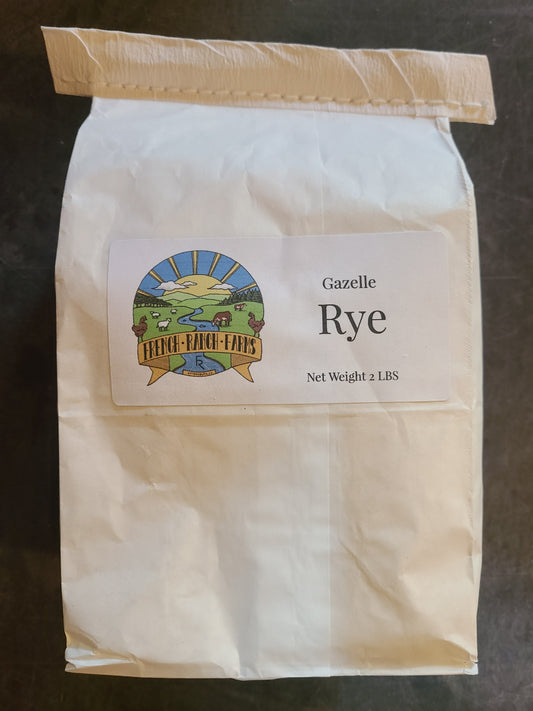 Gazelle
Rye
Net Weight 2 LBS
FRENCH • RANCH • FARMS